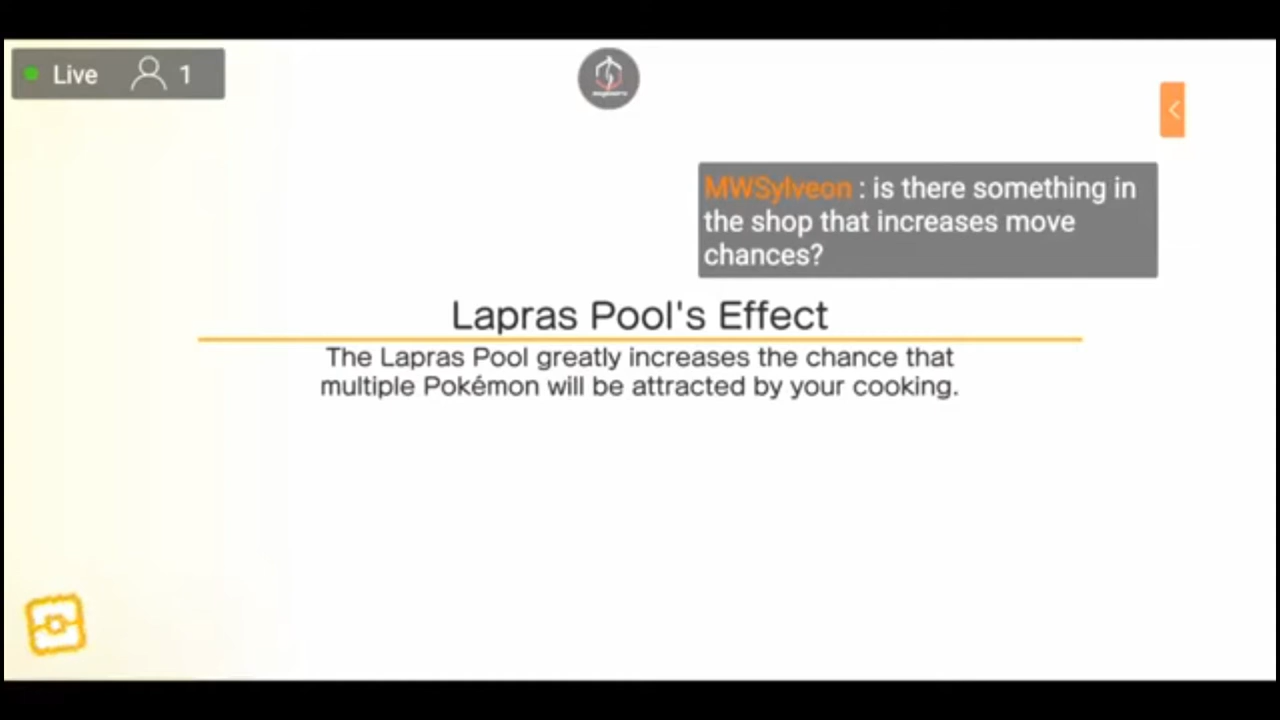 Live 1
MWSylveon : is there something in
the shop that increases move
chances?
Lapras Pool's Effect
The Lapras Pool greatly increases the chance that
multiple Pokémon will be attracted by your cooking.